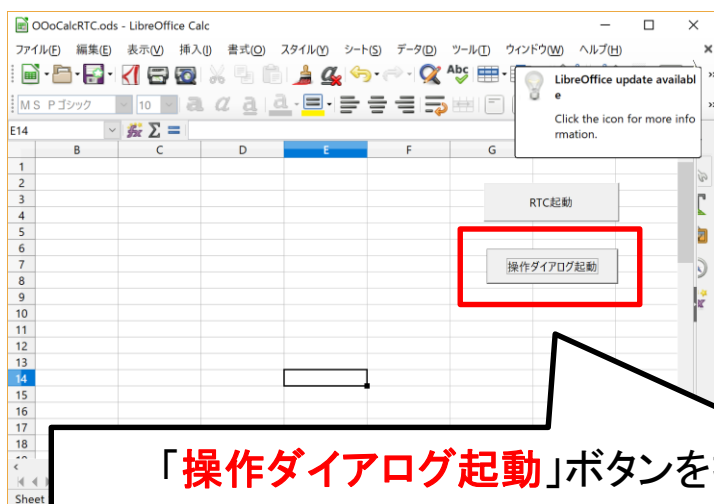 OOoCalcRTC.ods - LibreOffice Calc
ファイル(F) 編集(E) 表示(V) 挿入(I) 書式(O) スタイル(Y) シート(S) データ(D) ツール(T) ウィンドウ(W) ヘルプ(H)
LibreOffice update availabl
e
Click the icon for more info
rmation.
ＭＳ Ｐゴシック 10
E14
B C D E F G
1
2
3
RTC起動
4
5
6
7
操作ダイアログ起動
8
9
10
11
12
13
14
15
16
17
18
「操作ダイアログ起動」ボタンを
Sheet